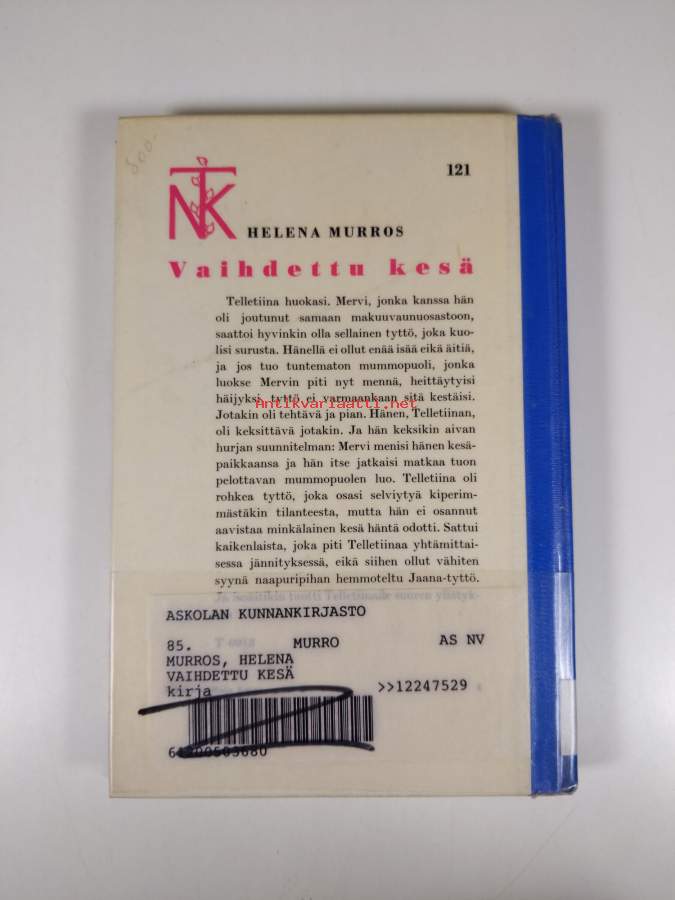 500.
NTK
121
HELENA MURROS
Vaihdettu kesä
Telletiina huokasi. Mervi, jonka kanssa hän
oli joutunut samaan makuuvaunuosastoon,
saattoi hyvinkin olla sellainen tyttö, joka kuo-
lisi surusta. Hänellä ei ollut enää isää eikä äitiä,
ja jos tuo tuntematon mummopuoli, jonka
luokse Mervin piti nyt mennä, heittäytyisi
häijyksi, tyttö ei varmaankaan sitä kestäisi.
Antikvariaatti.net
Jotakin oli tehtävä ja pian. Hänen, Telletiinan,
oli keksittävä jotakin. Ja hän keksikin aivan
hurjan suunnitelman: Mervi menisi hänen kesä-
paikkaansa ja hän itse jatkaisi matkaa tuon
pelottavan mummopuolen luo. Telletiina oli
rohkea tyttö, joka osasi selviytyä kiperim-
mästäkin tilanteesta, mutta hän ei osannut
aavistaa minkälainen kesä häntä odotti. Sattui
kaikenlaista, joka piti Telletiinaa yhtämittai-
sessa jännityksessä, eikä siihen ollut vähiten
syynä naapuripihan hemmoteltu Jaana-tyttö.
Ja tuotti Telletiinalle suuren yllätyk-
ASKOLAN KUNNANKIRJASTO
85. MURRO AS NV
MURROS, HELENA
VAIHDETTU KESÄ
kirja >>12247529